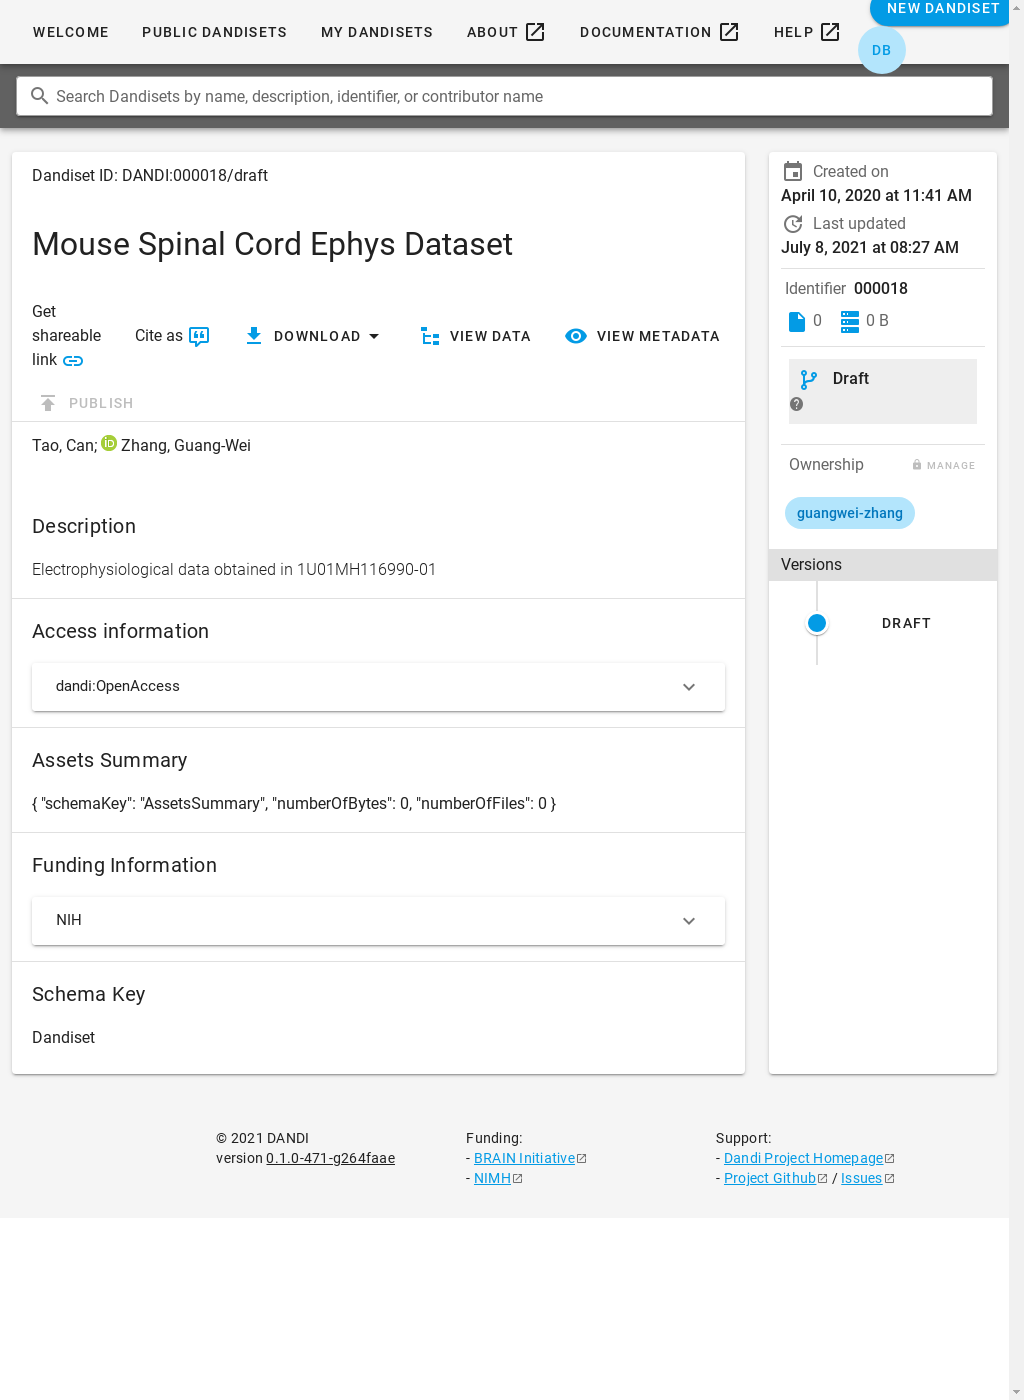 WELCOME PUBLIC DANDISETS MY DANDISETS ABOUT DOCUMENTATION HELP NEW DANDISET
DB
Search Dandisets by name, description, identifier, or contributor name
Dandiset ID: DANDI:000018/draft
Mouse Spinal Cord Ephys Dataset
Get shareable link
Cite as
DOWNLOAD
VIEW DATA
VIEW METADATA
PUBLISH
Tao, Can; iD Zhang, Guang-Wei
Description
Electrophysiological data obtained in 1U01MH116990-01
Access information
dandi:OpenAccess
Assets Summary
{ "schemaKey": "AssetsSummary", "numberOfBytes": 0, "numberOfFiles": 0 }
Funding Information
NIH
Schema Key
Dandiset
Created on
April 10, 2020 at 11:41 AM
Last updated
July 8, 2021 at 08:27 AM
Identifier 000018
0 0 B
Draft
Ownership MANAGE
guangwei-zhang
Versions
DRAFT
© 2021 DANDI
version 0.1.0-471-g264faae
Funding:
- BRAIN Initiative
- NIMH
Support:
- Dandi Project Homepage
- Project Github / Issues